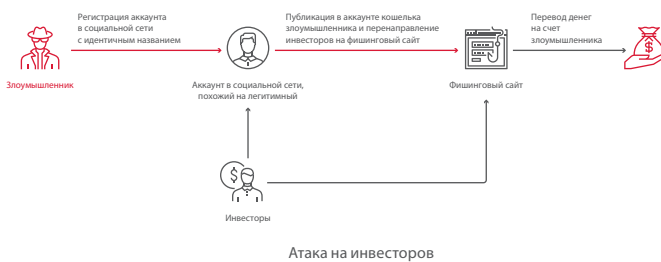 Регистрация аккаунта
в социальной сети
с идентичным названием
Публикация в аккаунте кошелька
злоумышленника и перенаправление
инвесторов на фишинговый сайт
Перевод денег
на счет
злоумышленника
Злоумышленник
Аккаунт в социальной сети,
похожий на легитимный
Фишинговый сайт
Инвесторы
Атака на инвесторов